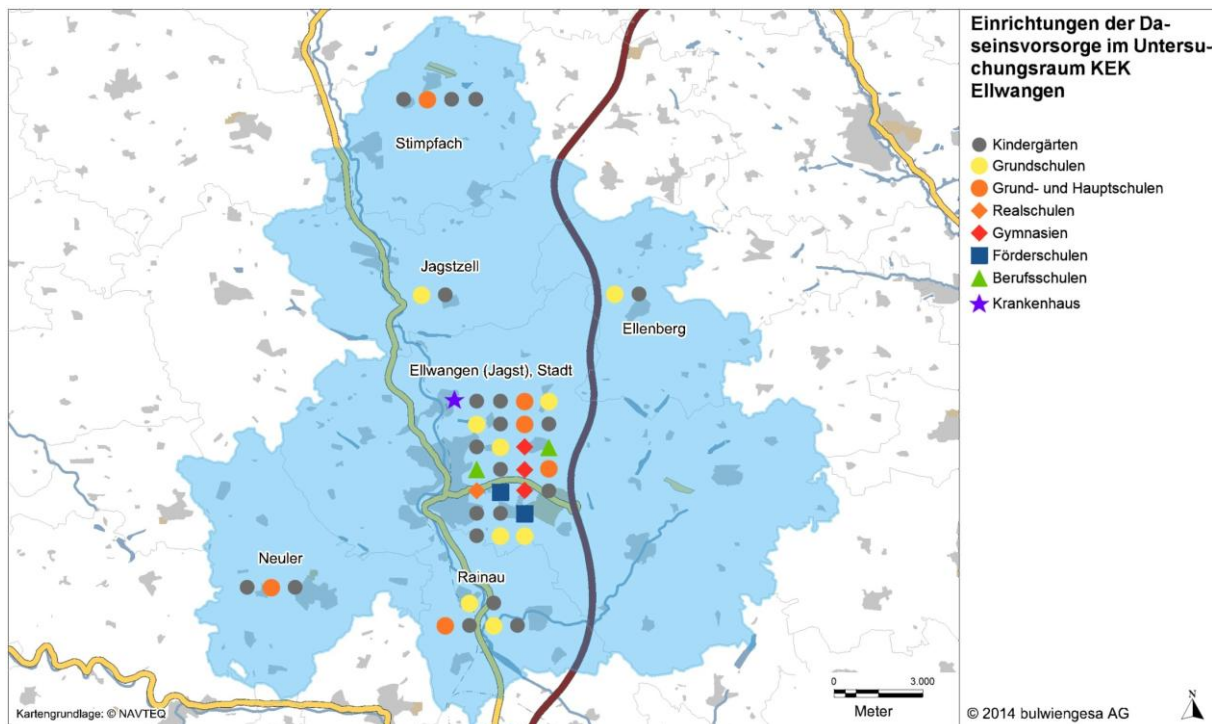 Einrichtungen der Da-
seinsvorsorge im Untersu-
chungsraum KEK
Ellwangen
Kindergärten
Grundschulen
Grund- und Hauptschulen
Realschulen
Gymnasien
Förderschulen
Berufsschulen
Krankenhaus
Stimpfach
Jagstzell
Ellenberg
Ellwangen (Jagst), Stadt
Neuler
Rainau
0
3.000
Meter
Kartengrundlage: © NAVTEQ
© 2014 bulwiengesa AG
N